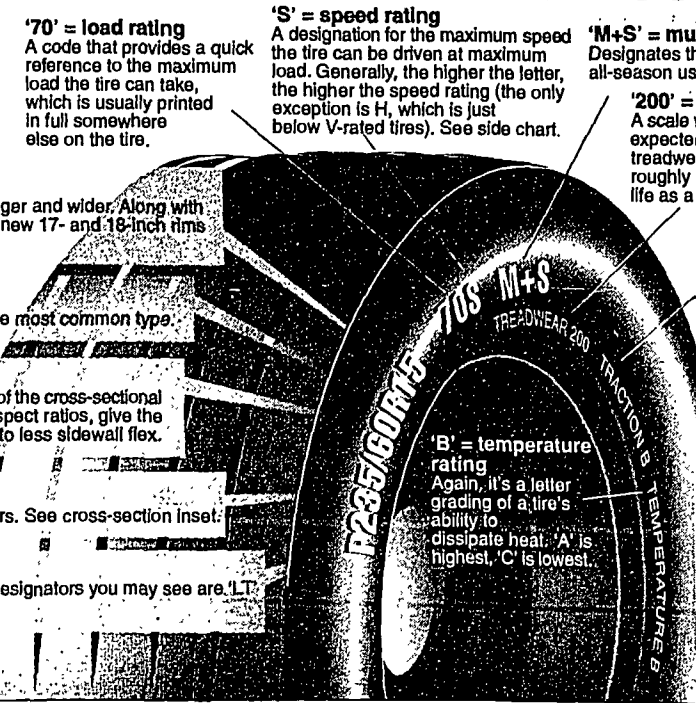 '70' = load rating
A code that provides a quick
reference to the maximum
load the tire can take,
which is usually printed
in full somewhere
else on the tire.
'S' = speed rating
A designation for the maximum speed
the tire can be driven at maximum
load. Generally, the higher the letter,
the higher the speed rating (the only
exception is H, which is just
below V-rated tires). See side chart.
'M+S' = mu
Designates th
all-season us
'200' =
A scale
expecte
treadwe
roughly
life as a
ger and wider. Along with
new 17- and 18-inch rims
e most common type.
of the cross-sectional
spect ratios, give the
to less sidewall flex.
rs. See cross-section inset.
esignators you may see are 'LT'
P235/60R15 70S M+S
TREADWEAR 200 TRACTION B TEMPERATURE B
'B' = temperature
rating
Again, it's a letter
grading of a tire's
ability to
dissipate heat. 'A' is
highest, 'C' is lowest.